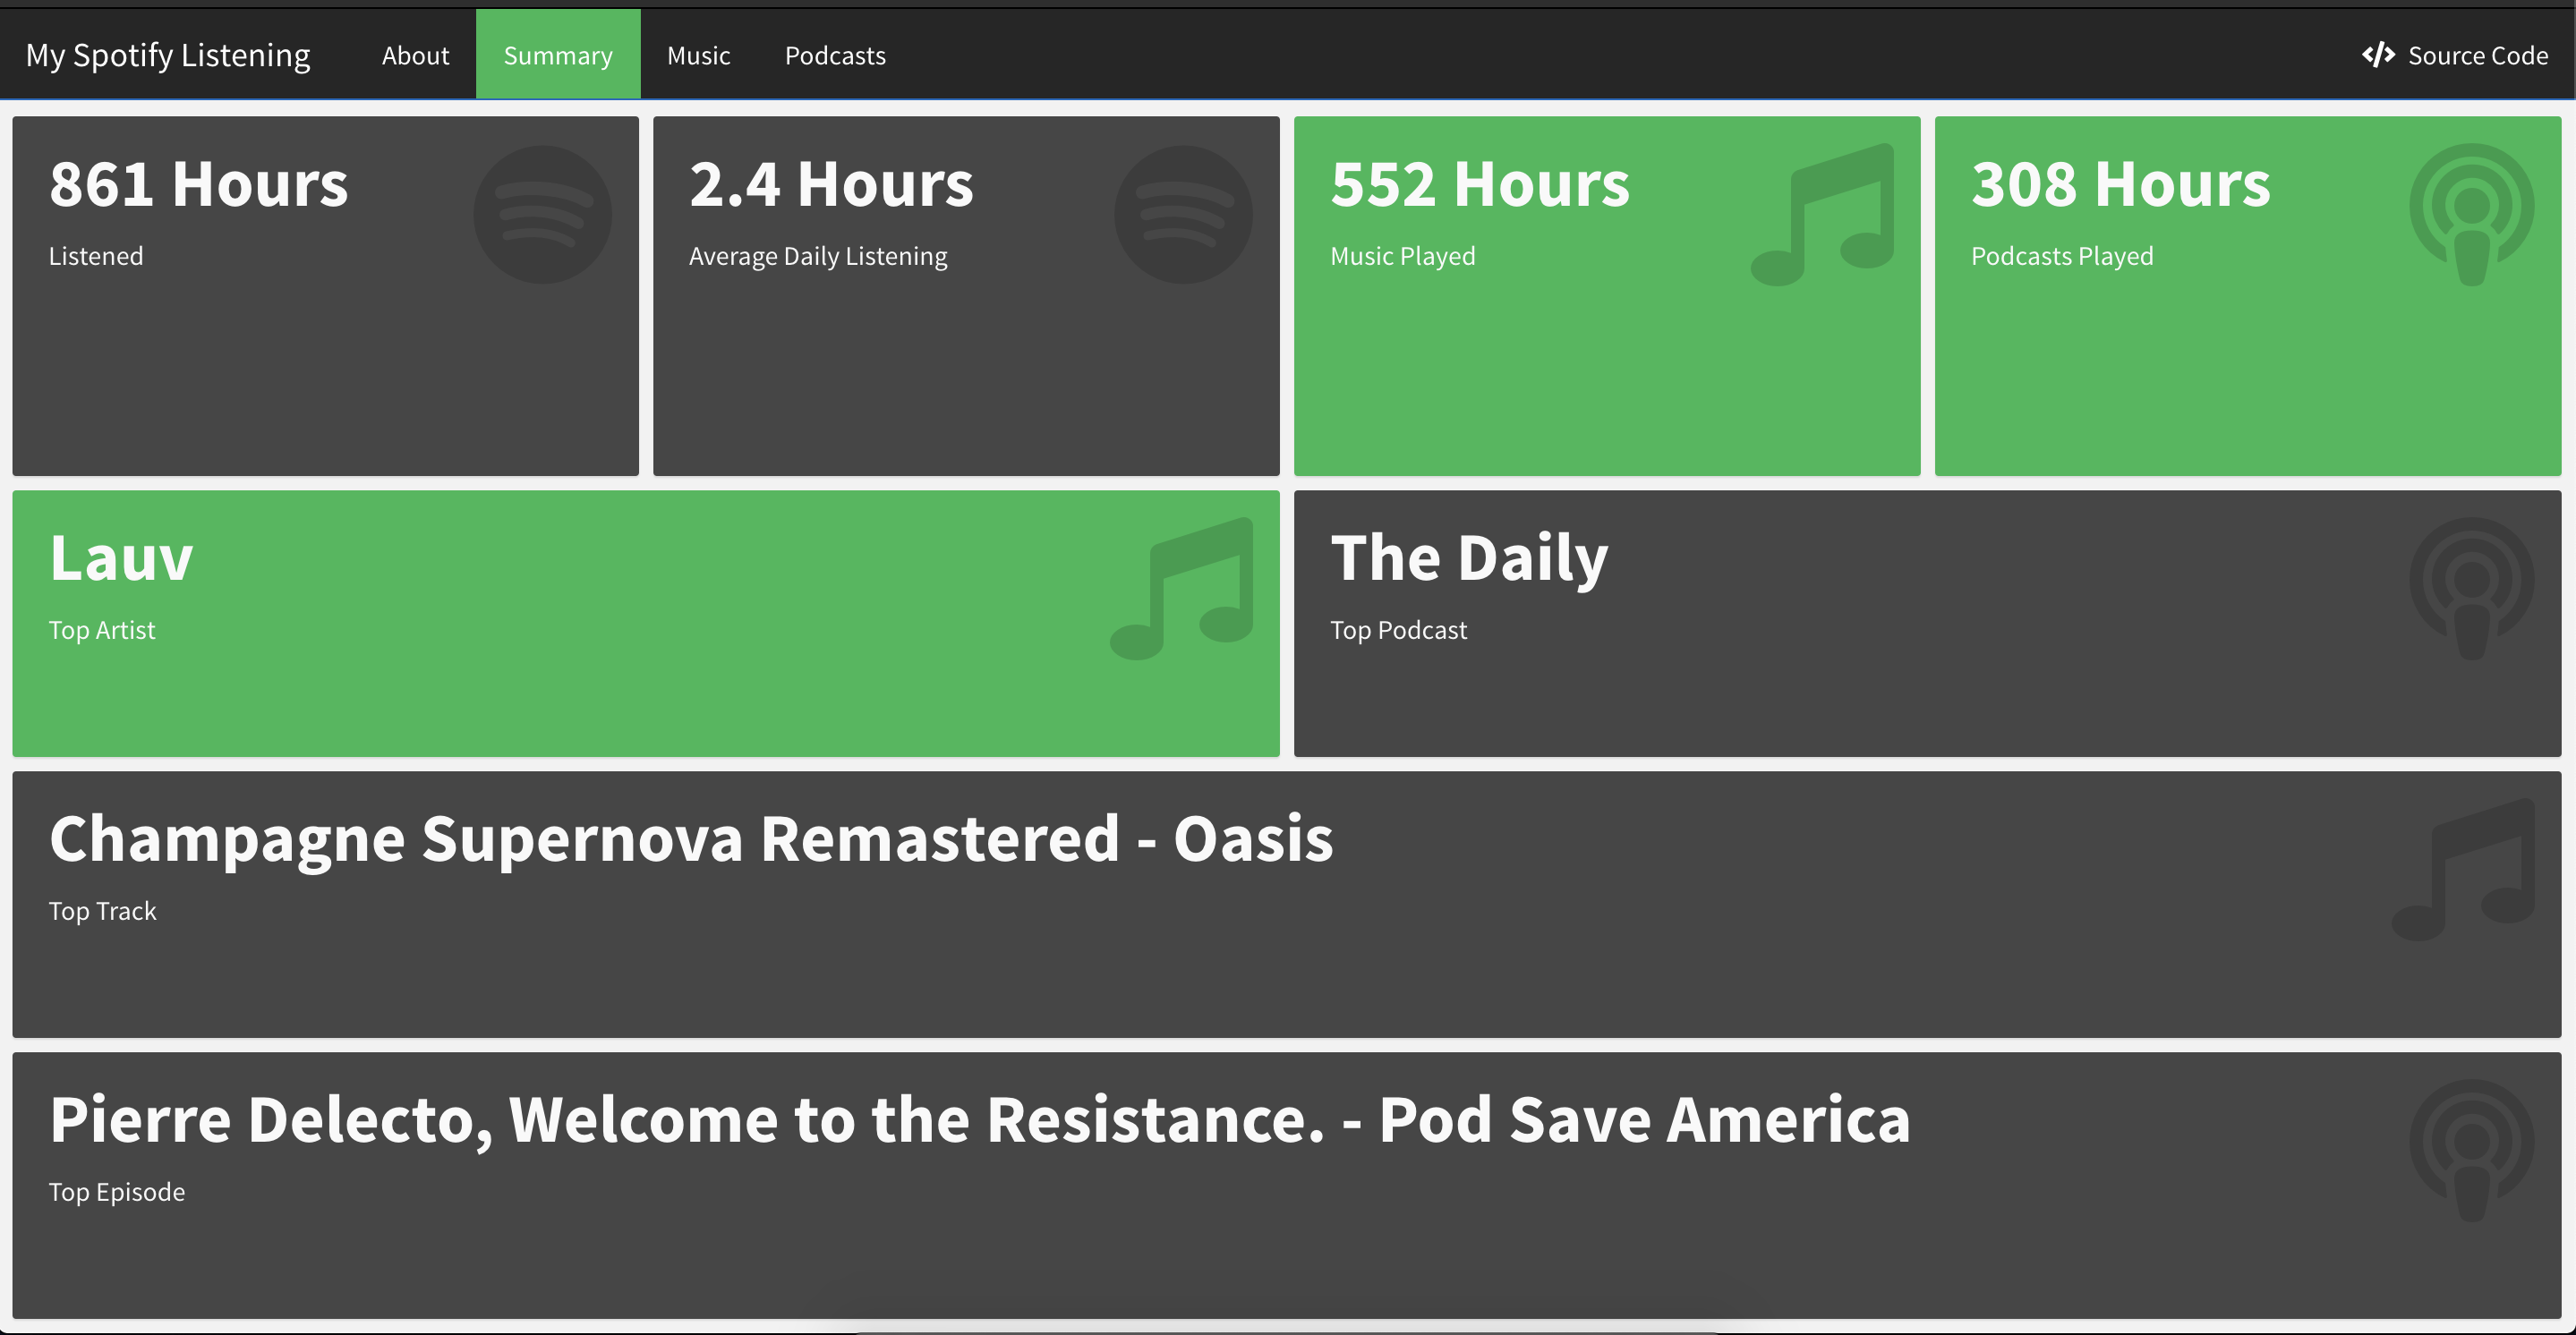 My Spotify Listening About Summary Music Podcasts </> Source Code
861 Hours
Listened
2.4 Hours
Average Daily Listening
552 Hours
Music Played
308 Hours
Podcasts Played
Lauv
Top Artist
The Daily
Top Podcast
Champagne Supernova Remastered - Oasis
Top Track
Pierre Delecto, Welcome to the Resistance. - Pod Save America
Top Episode